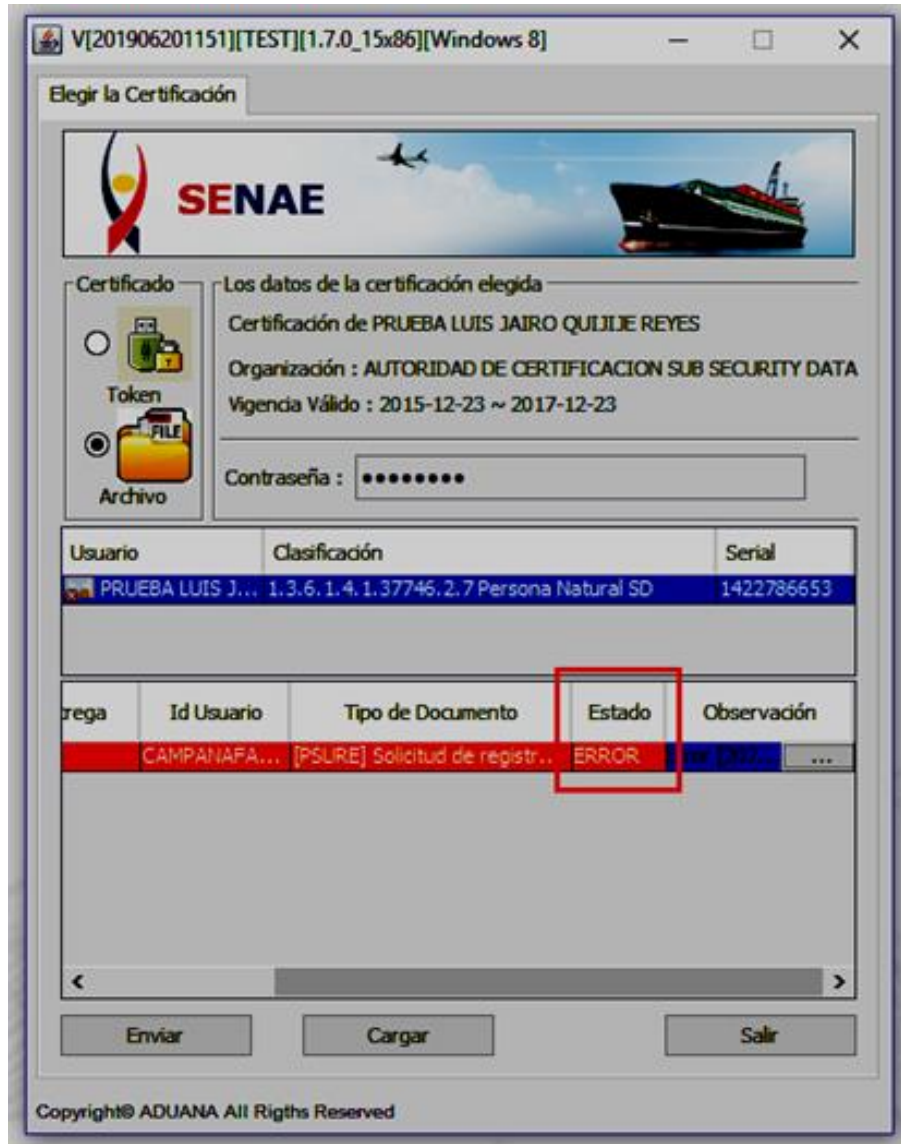 V[201906201151][TEST][1.7.0_15x86][Windows 8]
Elegir la Certificación
SENAE
Certificado
Los datos de la certificación elegida
Certificación de PRUEBA LUIS JAIRO QUIJIJE REYES
Organización : AUTORIDAD DE CERTIFICACION SUB SECURITY DATA
Token
Vigencia Válido : 2015-12-23 ~ 2017-12-23
FILE
Contraseña : ●●●●●●●●
Archivo
Usuario Clasificación Serial
PRUEBA LUIS J... 1.3.6.1.4.1.37746.2.7 Persona Natural SD 1422786653
trega Id Usuario Tipo de Documento Estado Observación
CAMPANAFA... [PSURE] Solicitud de registr.. ERROR ...
Enviar Cargar Salir
Copyright© ADUANA All Rigths Reserved